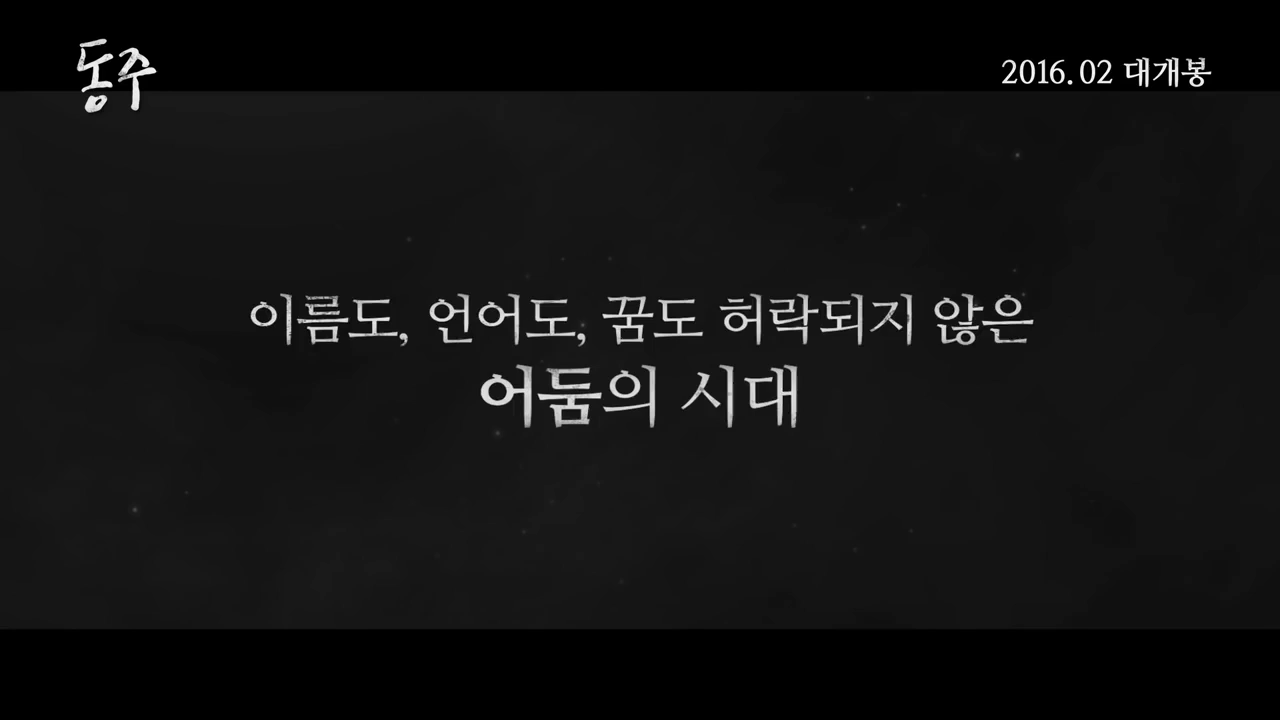 동주
2016.02 대개봉
이름도, 언어도, 꿈도 허락되지 않은
어둠의 시대